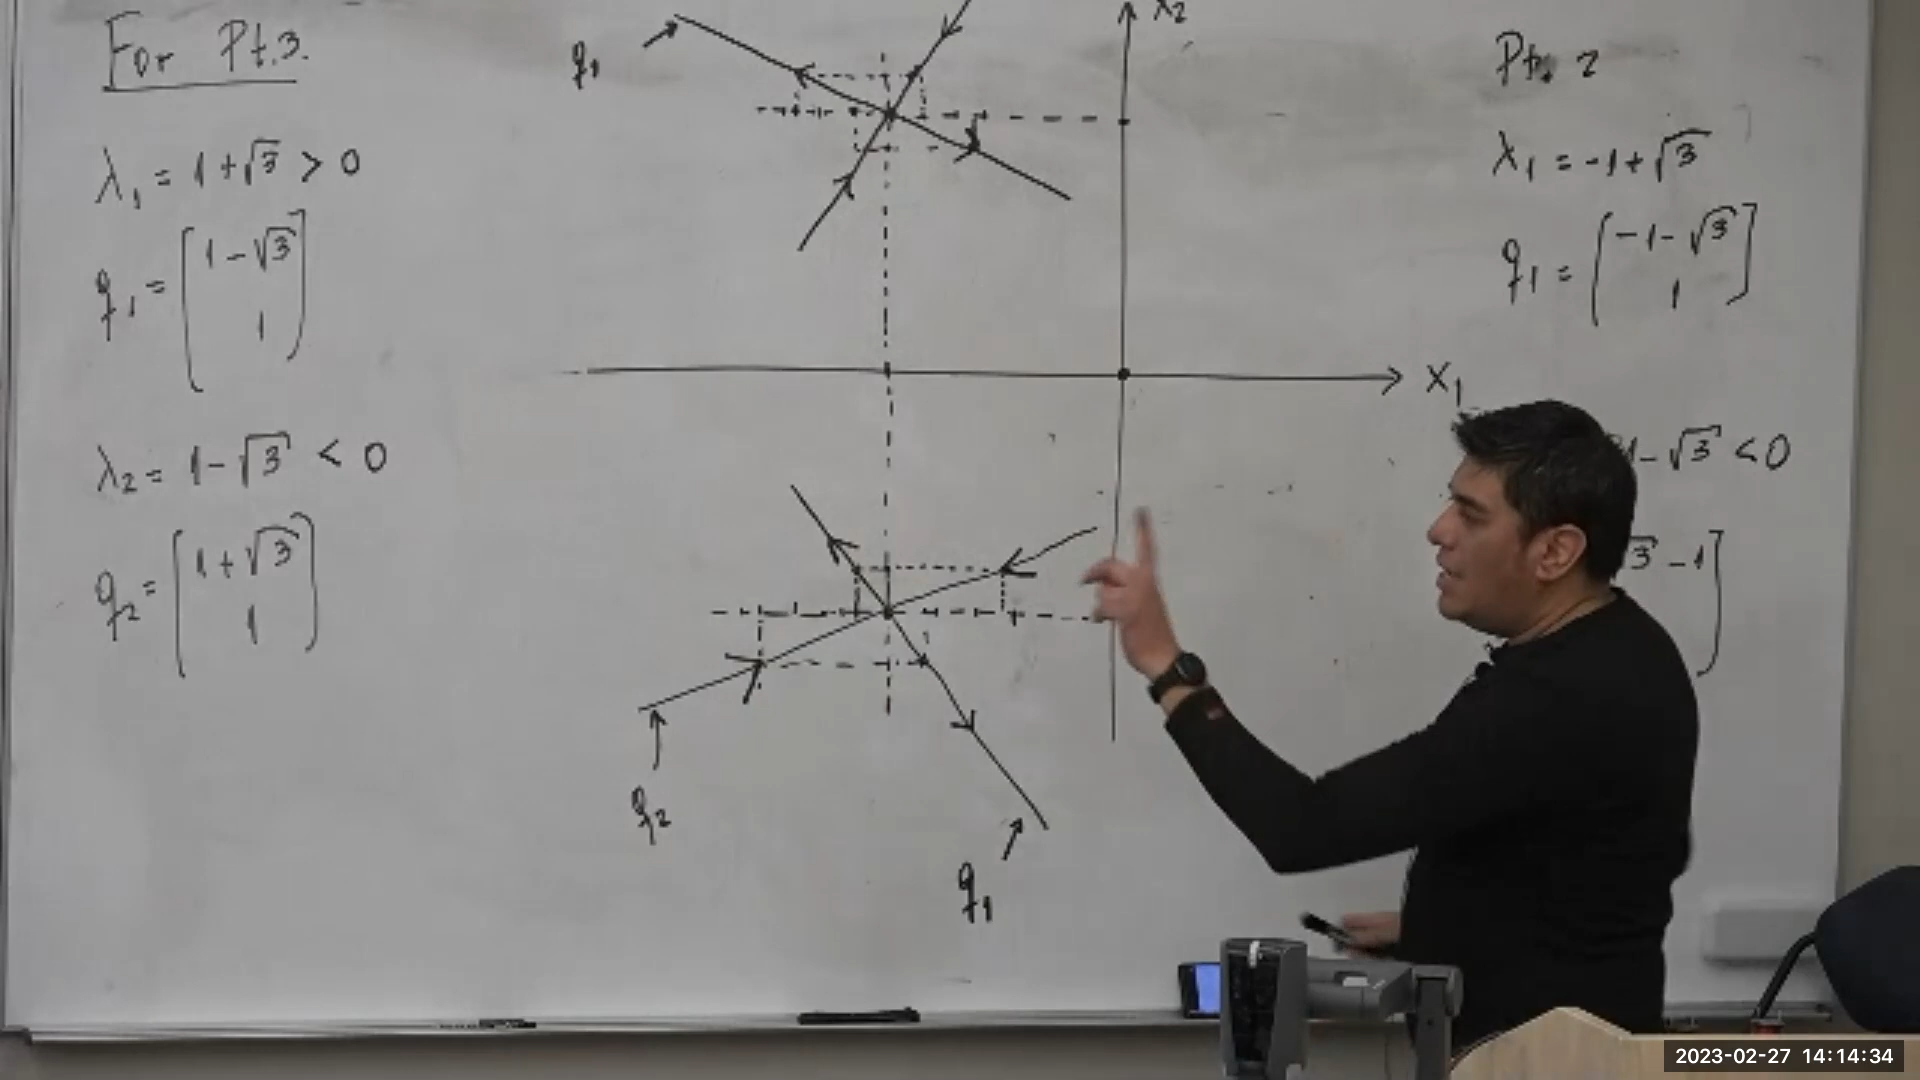 For Pt.3.
λ₁ = 1+√3 > 0
q₁ = [1-√3
1]
λ₂ = 1-√3 < 0
q₂ = [1+√3
1]
q₁
x₂
x₁
q₂
q₁
Pt. 2
λ₁ = -1+√3
q₁ = [-1-√3
1]
1-√3 <0
√3 -1]
2023-02-27 14:14:34